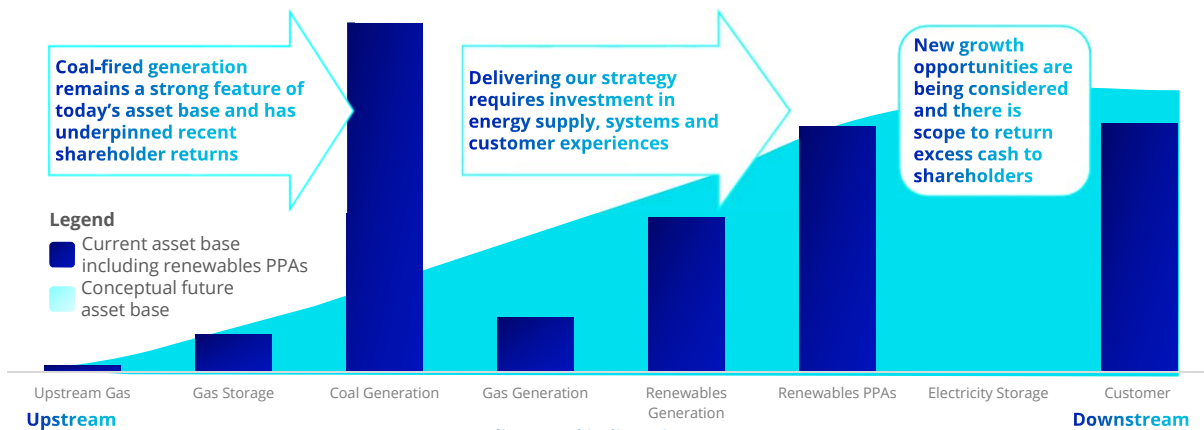 Coal-fired generation
remains a strong feature of
today's asset base and has
underpinned recent
shareholder returns
Delivering our strategy
requires investment in
energy supply, systems and
customer experiences
New growth
opportunities are
being considered
and there is
scope to return
excess cash to
shareholders
Legend
Current asset base
including renewables PPAs
Conceptual future
asset base
Upstream Gas
Gas Storage
Coal Generation
Gas Generation
Renewables
Generation
Renewables PPAs
Electricity Storage
Customer
Upstream
Downstream